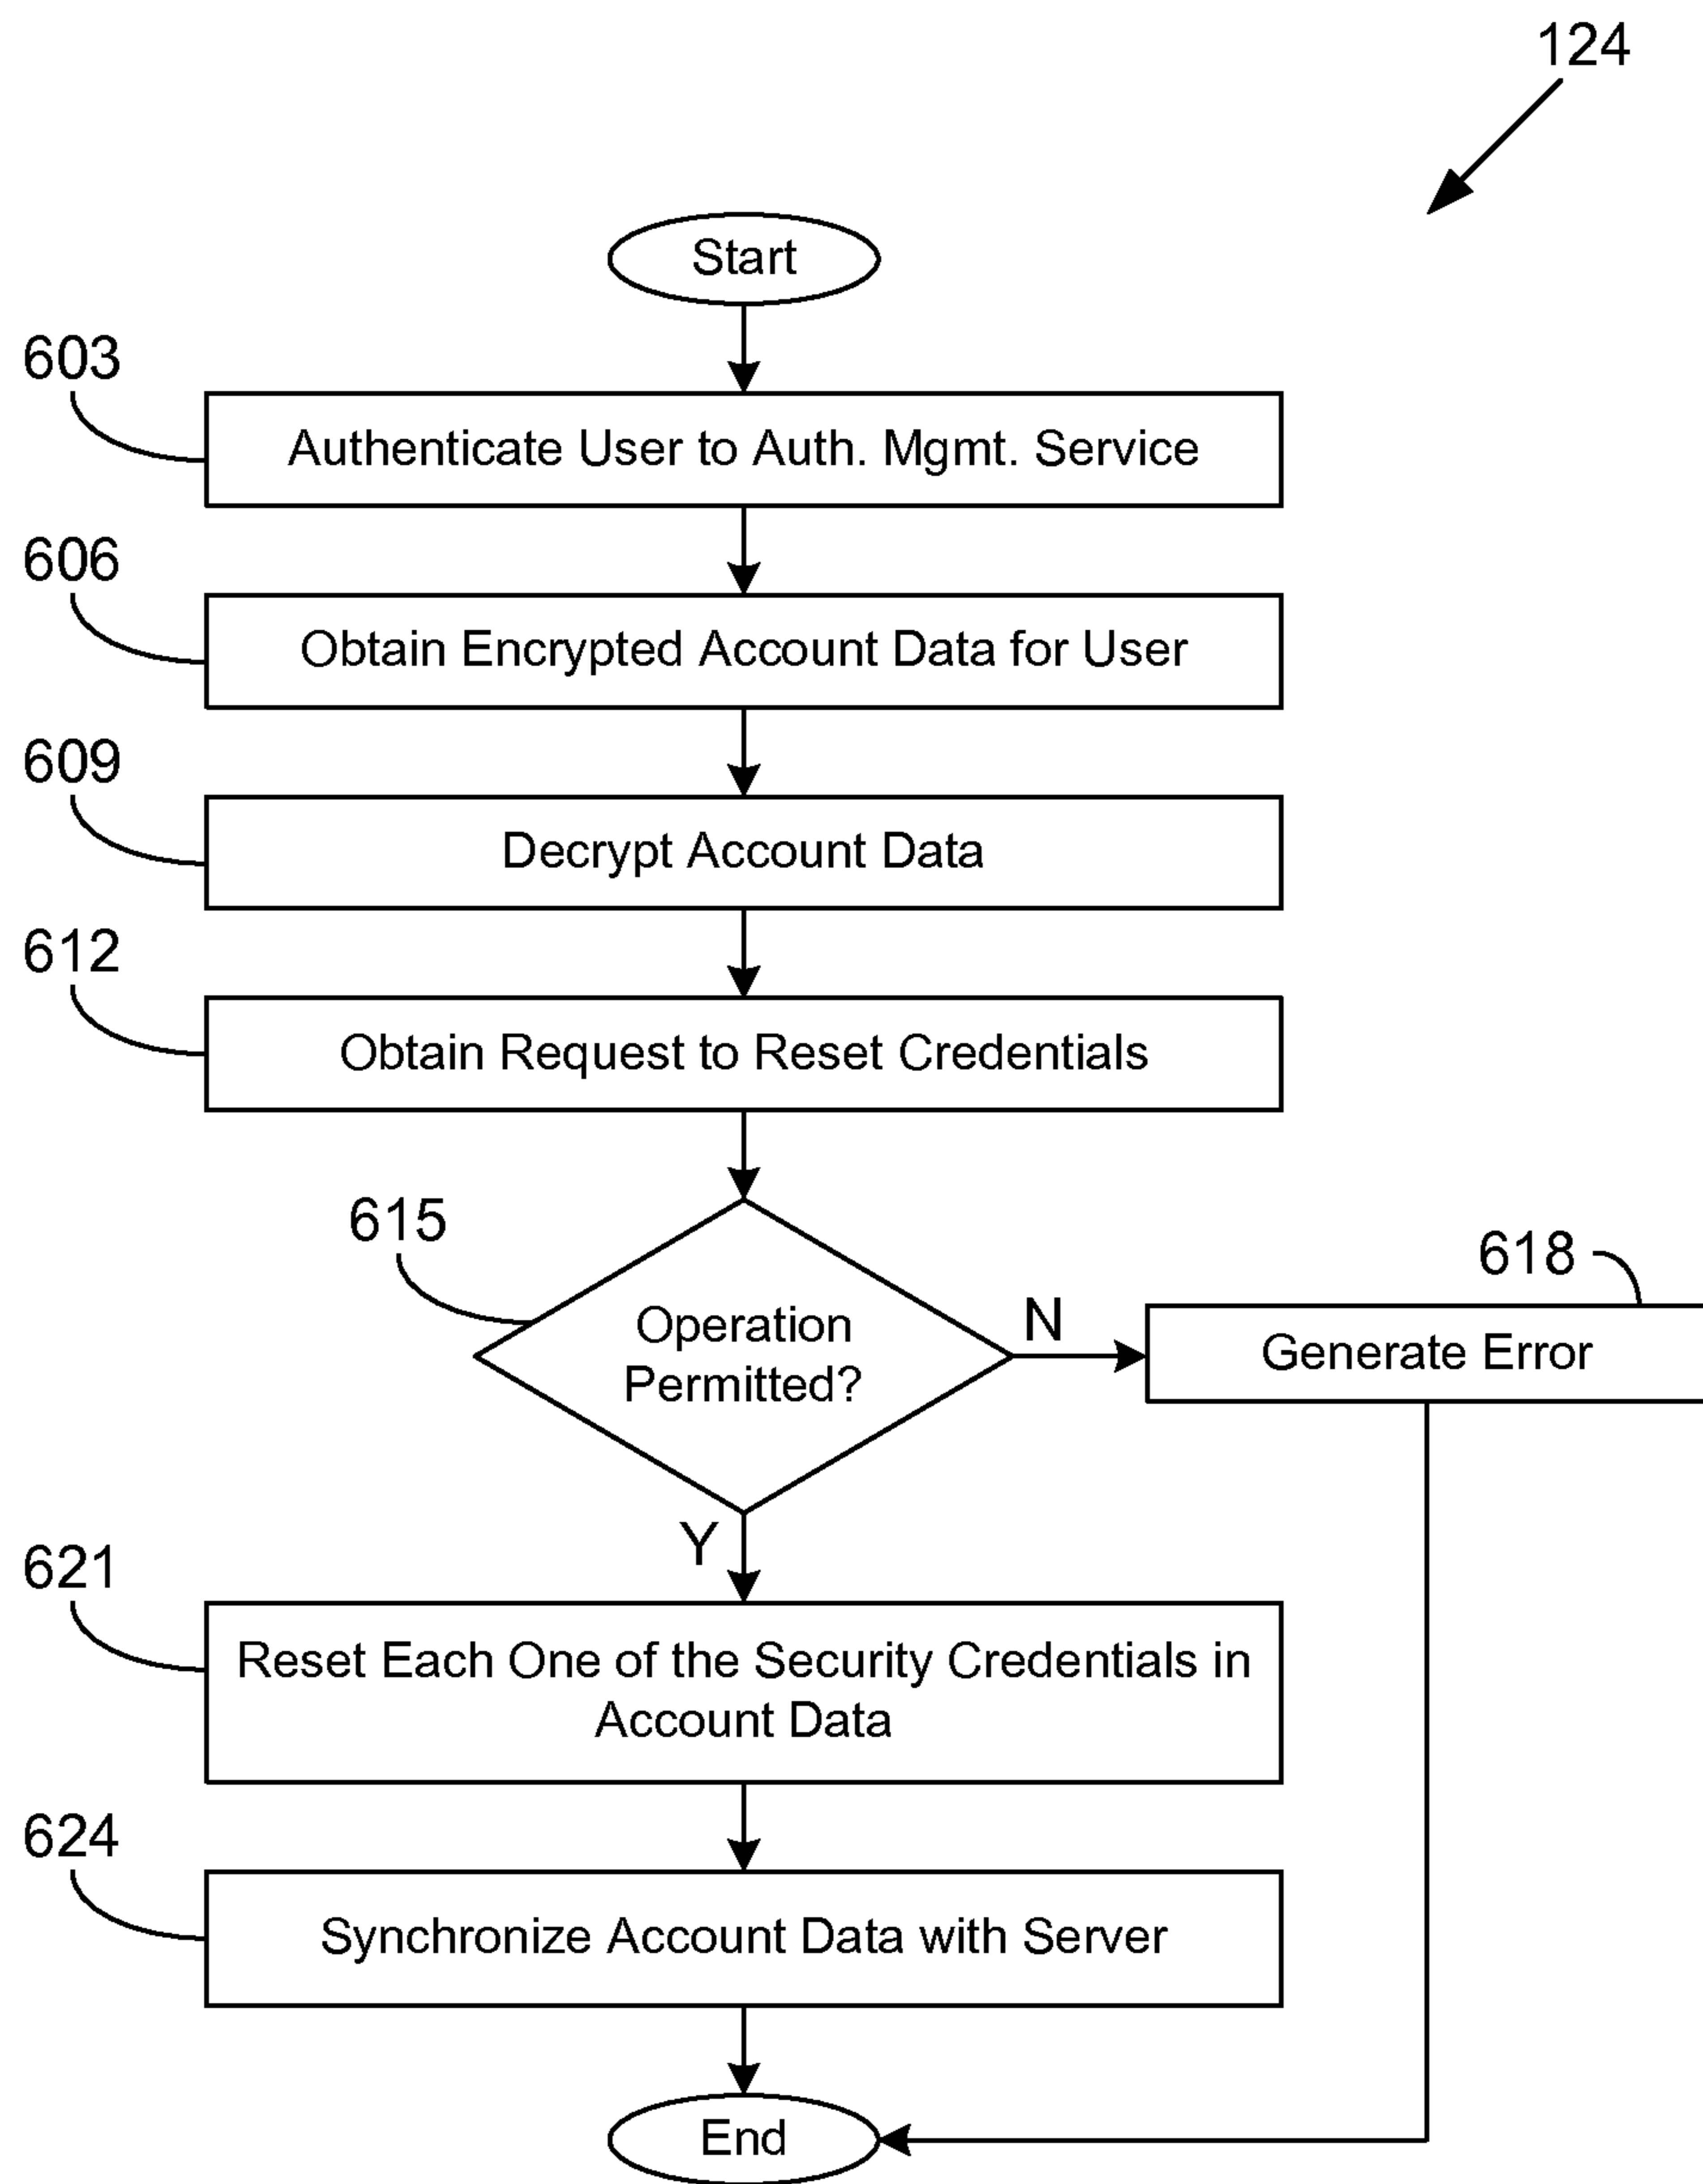 124
Start
603
Authenticate User to Auth. Mgmt. Service
606
Obtain Encrypted Account Data for User
609
Decrypt Account Data
612
Obtain Request to Reset Credentials
615
Operation
Permitted?
N
618
Generate Error
Y
621
Reset Each One of the Security Credentials in
Account Data
624
Synchronize Account Data with Server
End